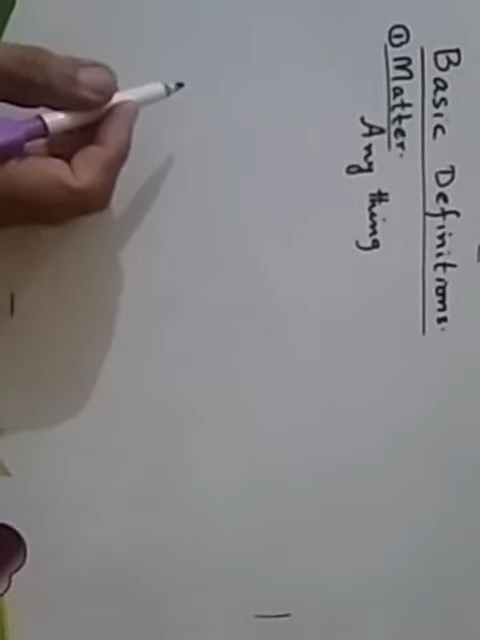 Basic Definitions.
① Matter.
Any thing